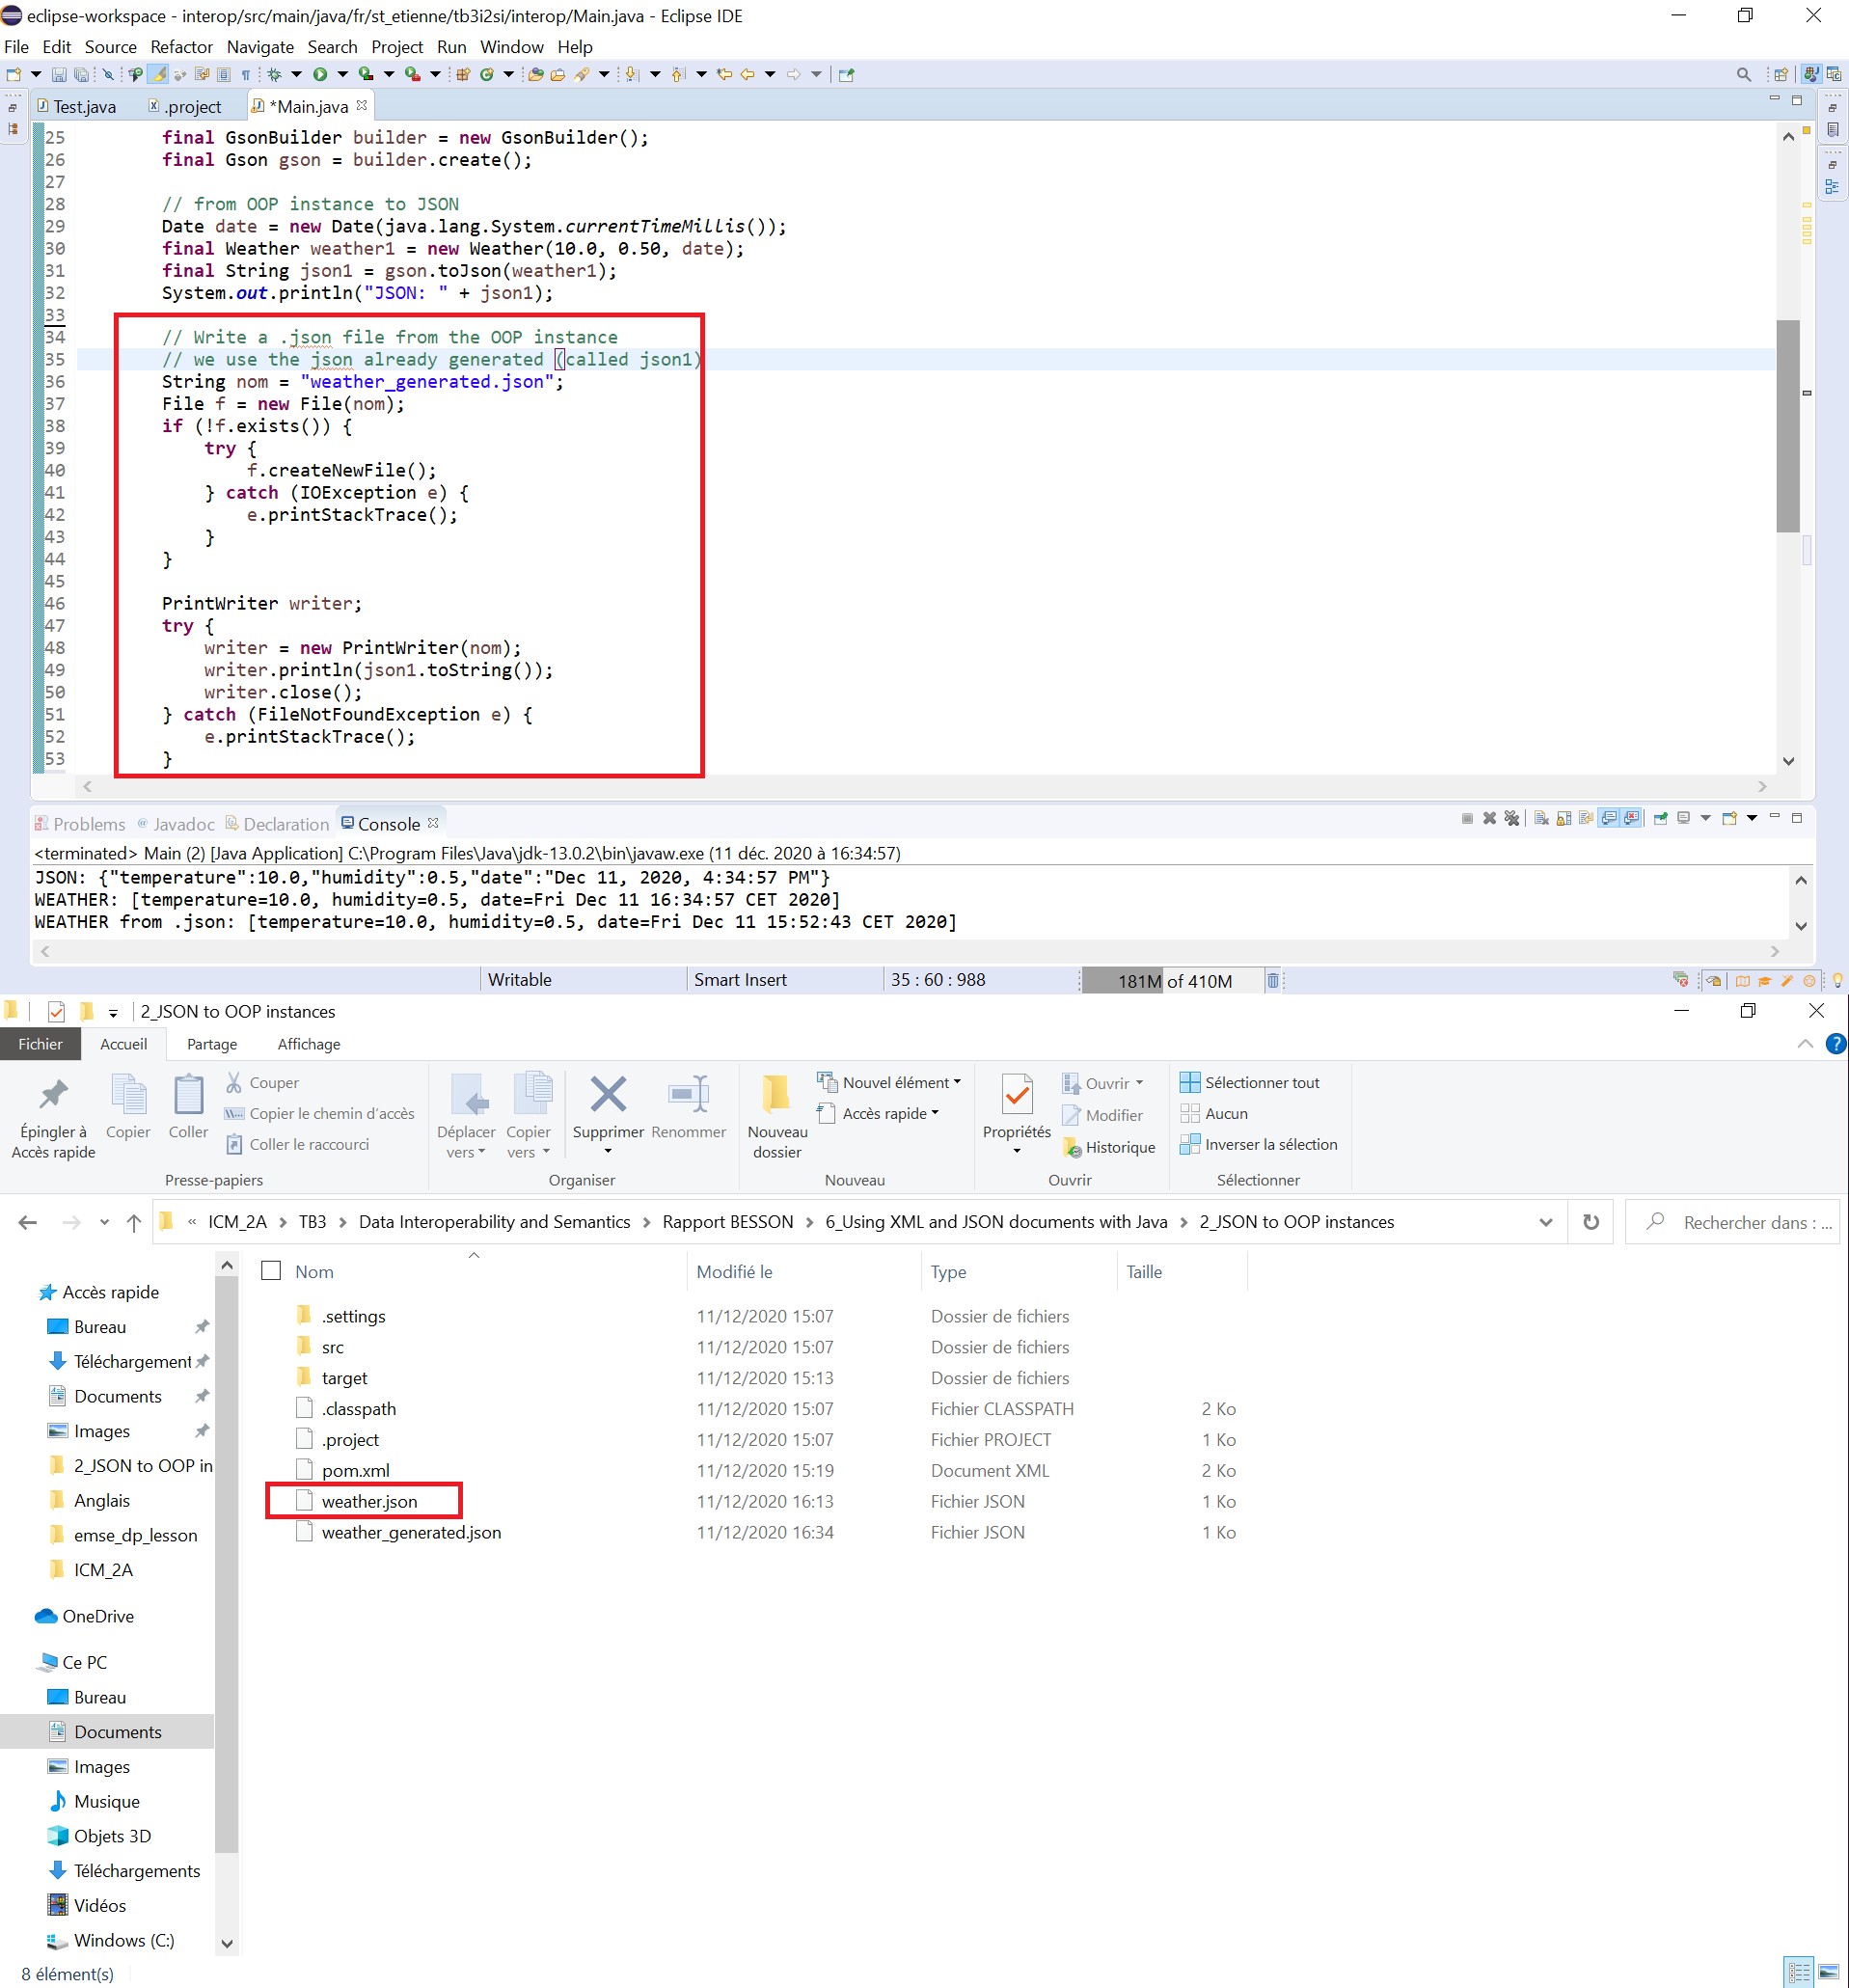 eclipse-workspace - interop/src/main/java/fr/st_etienne/tb3i2si/interop/Main.java - Eclipse IDE
File Edit Source Refactor Navigate Search Project Run Window Help
Test.java .project *Main.java
25 final GsonBuilder builder = new GsonBuilder();
26 final Gson gson = builder.create();
27
28 // from OOP instance to JSON
29 Date date = new Date(java.lang.System.currentTimeMillis());
30 final Weather weather1 = new Weather(10.0, 0.50, date);
31 final String json1 = gson.toJson(weather1);
32 System.out.println("JSON: " + json1);
33
34 // Write a .json file from the OOP instance
35 // we use the json already generated (called json1)
36 String nom = "weather_generated.json";
37 File f = new File(nom);
38 if (!f.exists()) {
39 try {
40 f.createNewFile();
41 } catch (IOException e) {
42 e.printStackTrace();
43 }
44 }
45
46 PrintWriter writer;
47 try {
48 writer = new PrintWriter(nom);
49 writer.println(json1.toString());
50 writer.close();
51 } catch (FileNotFoundException e) {
52 e.printStackTrace();
53 }
Problems @ Javadoc Declaration Console
<terminated> Main (2) [Java Application] C:\Program Files\Java\jdk-13.0.2\bin\javaw.exe (11 déc. 2020 à 16:34:57)
JSON: {"temperature":10.0,"humidity":0.5,"date":"Dec 11, 2020, 4:34:57 PM"}
WEATHER: [temperature=10.0, humidity=0.5, date=Fri Dec 11 16:34:57 CET 2020]
WEATHER from .json: [temperature=10.0, humidity=0.5, date=Fri Dec 11 15:52:43 CET 2020]
Writable Smart Insert 35 : 60 : 988 181M of 410M
2_JSON to OOP instances
Fichier Accueil Partage Affichage
Épingler à Accès rapide
Copier
Coller
Couper
Copier le chemin d'accès
Coller le raccourci
Presse-papiers
Déplacer vers
Copier vers
Supprimer
Renommer
Organiser
Nouveau dossier
Nouvel élément
Accès rapide
Nouveau
Propriétés
Ouvrir
Modifier
Historique
Ouvrir
Sélectionner tout
Aucun
Inverser la sélection
Sélectionner
« ICM_2A > TB3 > Data Interoperability and Semantics > Rapport BESSON > 6_Using XML and JSON documents with Java > 2_JSON to OOP instances
Rechercher dans : ...
Accès rapide
Bureau
Téléchargement
Documents
Images
2_JSON to OOP in
Anglais
emse_dp_lesson
ICM_2A
OneDrive
Ce PC
Bureau
Documents
Images
Musique
Objets 3D
Téléchargements
Vidéos
Windows (C:)
Nom Modifié le Type Taille
.settings 11/12/2020 15:07 Dossier de fichiers
src 11/12/2020 15:07 Dossier de fichiers
target 11/12/2020 15:13 Dossier de fichiers
.classpath 11/12/2020 15:07 Fichier CLASSPATH 2 Ko
.project 11/12/2020 15:07 Fichier PROJECT 1 Ko
pom.xml 11/12/2020 15:19 Document XML 2 Ko
weather.json 11/12/2020 16:13 Fichier JSON 1 Ko
weather_generated.json 11/12/2020 16:34 Fichier JSON 1 Ko
8 élément(s)